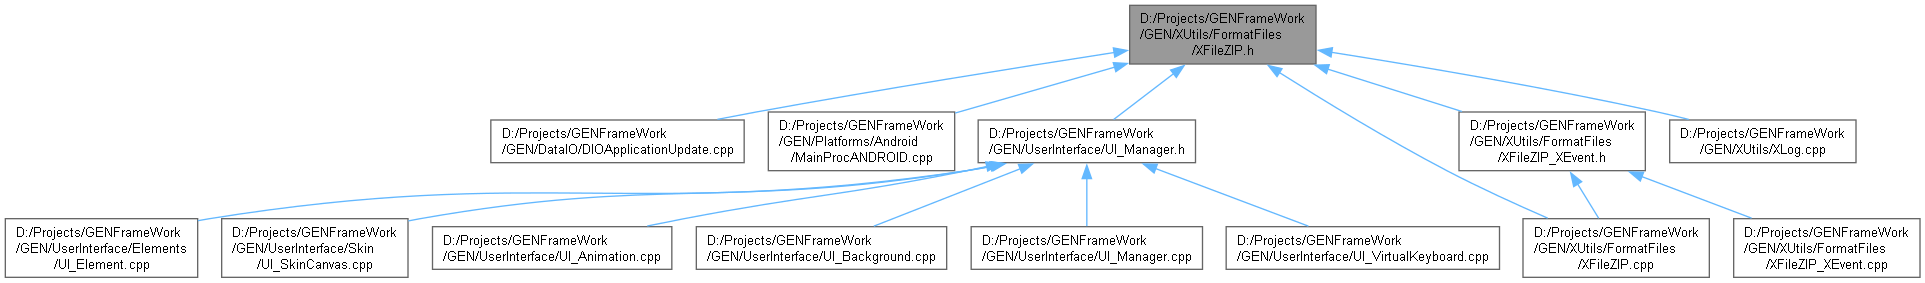 D:/Projects/GENFrameWork
/GEN/XUtils/FormatFiles
/XFileZIP.h
D:/Projects/GENFrameWork
/GEN/DataIO/DIOApplicationUpdate.cpp
D:/Projects/GENFrameWork
/GEN/Platforms/Android
/MainProcANDROID.cpp
D:/Projects/GENFrameWork
/GEN/UserInterface/UI_Manager.h
D:/Projects/GENFrameWork
/GEN/XUtils/FormatFiles
/XFileZIP_XEvent.h
D:/Projects/GENFrameWork
/GEN/XUtils/XLog.cpp
D:/Projects/GENFrameWork
/GEN/UserInterface/Elements
/UI_Element.cpp
D:/Projects/GENFrameWork
/GEN/UserInterface/Skin
/UI_SkinCanvas.cpp
D:/Projects/GENFrameWork
/GEN/UserInterface/UI_Animation.cpp
D:/Projects/GENFrameWork
/GEN/UserInterface/UI_Background.cpp
D:/Projects/GENFrameWork
/GEN/UserInterface/UI_Manager.cpp
D:/Projects/GENFrameWork
/GEN/UserInterface/UI_VirtualKeyboard.cpp
D:/Projects/GENFrameWork
/GEN/XUtils/FormatFiles
/XFileZIP.cpp
D:/Projects/GENFrameWork
/GEN/XUtils/FormatFiles
/XFileZIP_XEvent.cpp